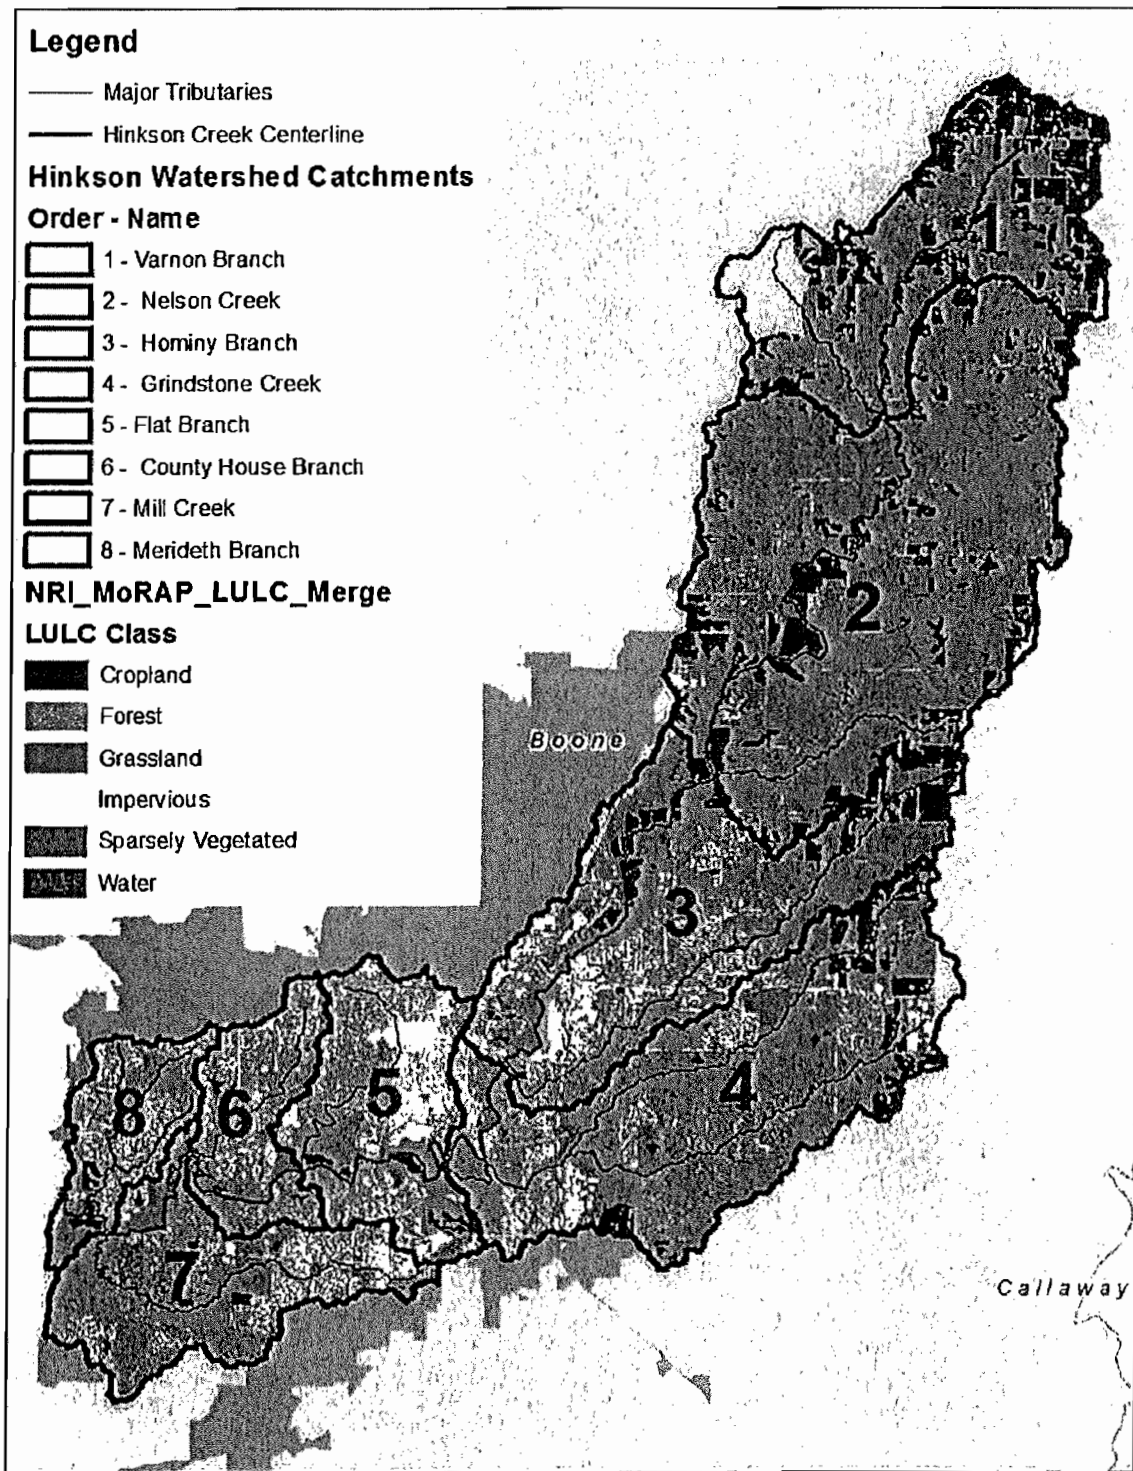 Legend
Major Tributaries
Hinkson Creek Centerline
Hinkson Watershed Catchments
Order - Name
1 - Varnon Branch
2 - Nelson Creek
3 - Hominy Branch
4 - Grindstone Creek
5 - Flat Branch
6 - County House Branch
7 - Mill Creek
8 - Merideth Branch
NRI_MoRAP_LULC_Merge
LULC Class
Cropland
Forest
Grassland
Impervious
Sparsely Vegetated
Water
1
2
Boone
3
4
5
6
8
7
Callaway